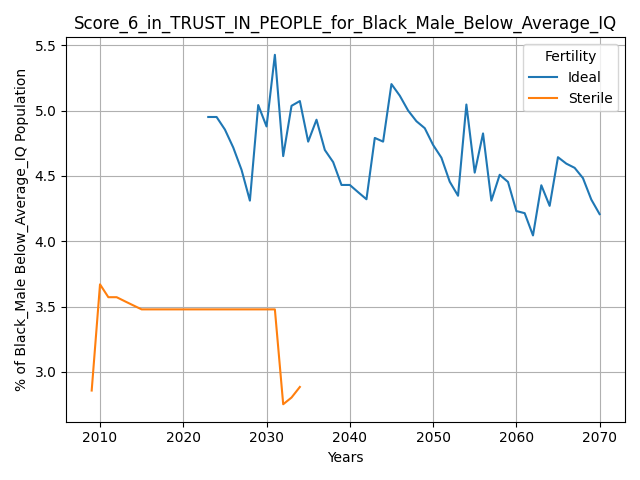 Score_6_in_TRUST_IN_PEOPLE_for_Black_Male_Below_Average_IQ
% of Black_Male Below_Average_IQ Population
5.5
5.0
4.5
4.0
3.5
3.0
Fertility
Ideal
Sterile
2010 2020 2030 2040 2050 2060 2070
Years